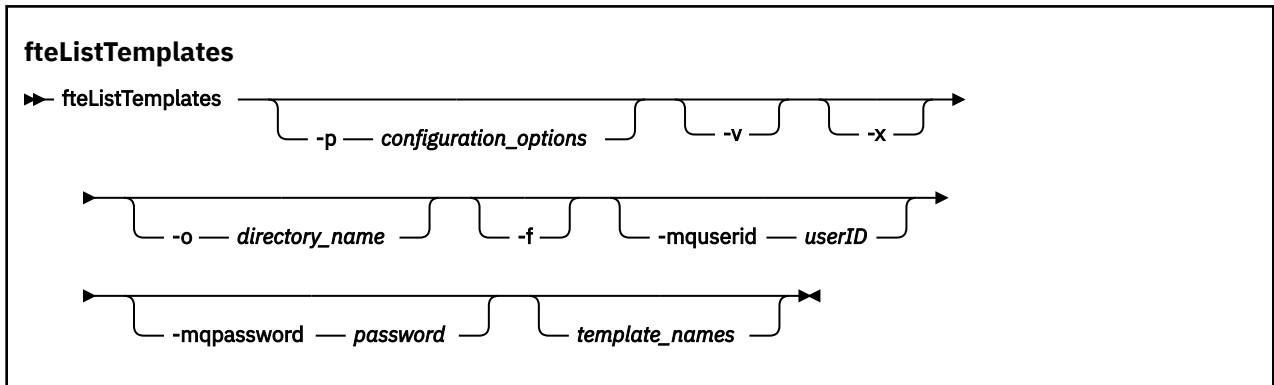 fteListTemplates
fteListTemplates
-p configuration_options -v -x
-o directory_name -f -mquserid userID
-mqpassword password template_names